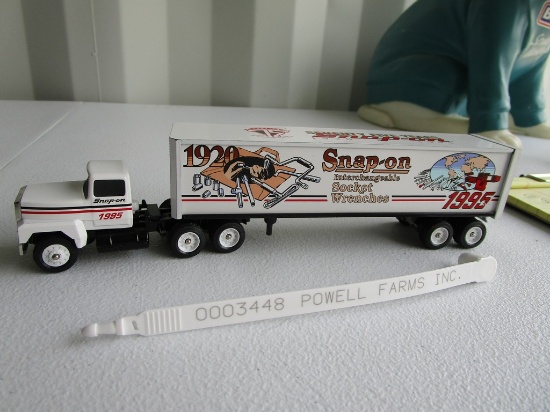 1920
Snap-on
Interchangeable
Socket
Wrenches
1995
Snap-on
1995
0003448 POWELL FARMS INC.